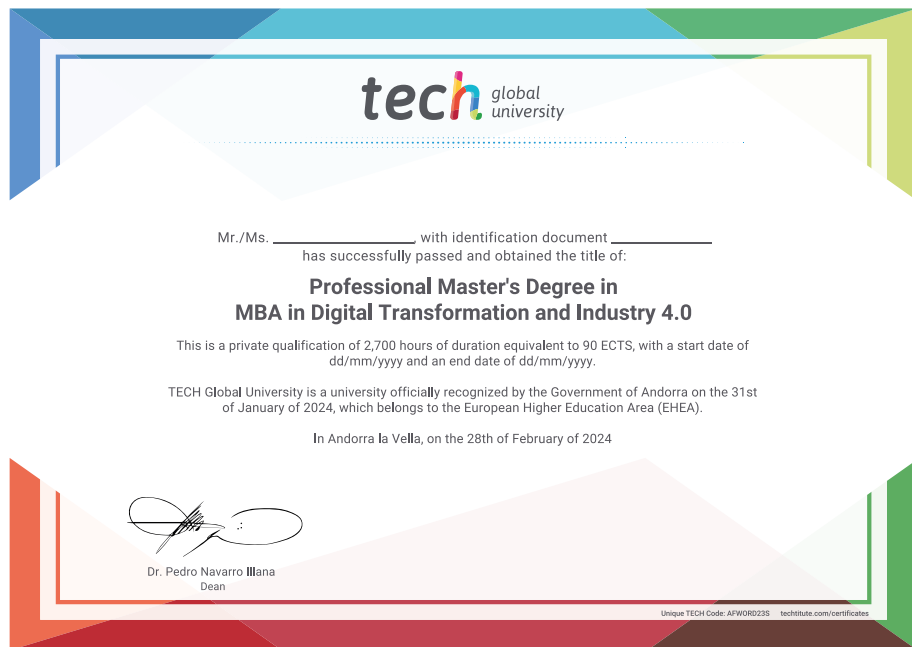 tech global university
Mr./Ms. ____________________, with identification document ______________
has successfully passed and obtained the title of:
Professional Master's Degree in
MBA in Digital Transformation and Industry 4.0
This is a private qualification of 2,700 hours of duration equivalent to 90 ECTS, with a start date of
dd/mm/yyyy and an end date of dd/mm/yyyy.
TECH Global University is a university officially recognized by the Government of Andorra on the 31st
of January of 2024, which belongs to the European Higher Education Area (EHEA).
In Andorra la Vella, on the 28th of February of 2024
Dr. Pedro Navarro Illana
Dean
Unique TECH Code: AFWORD23S techtitute.com/certificates